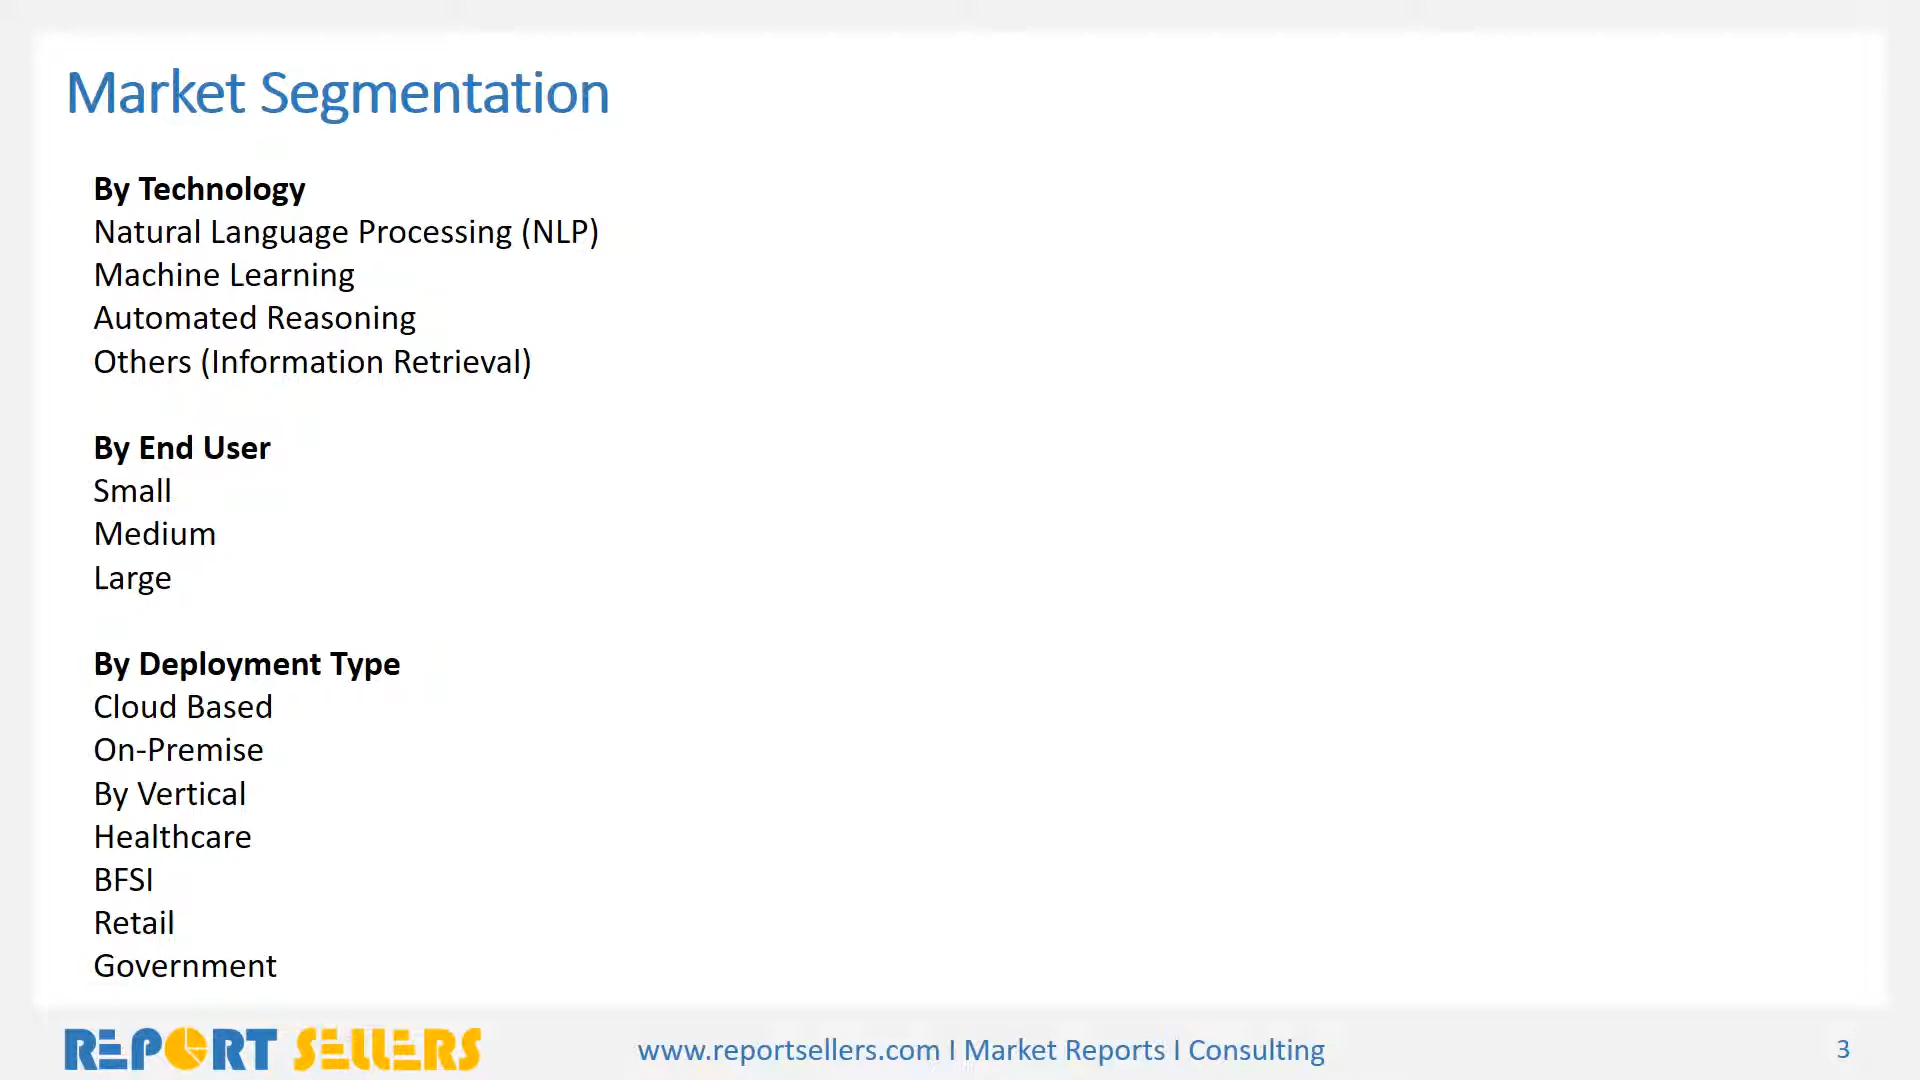 Market Segmentation
By Technology
Natural Language Processing (NLP)
Machine Learning
Automated Reasoning
Others (Information Retrieval)
By End User
Small
Medium
Large
By Deployment Type
Cloud Based
On-Premise
By Vertical
Healthcare
BFSI
Retail
Government
REPORT SELLERS
www.reportsellers.com I Market Reports I Consulting
3